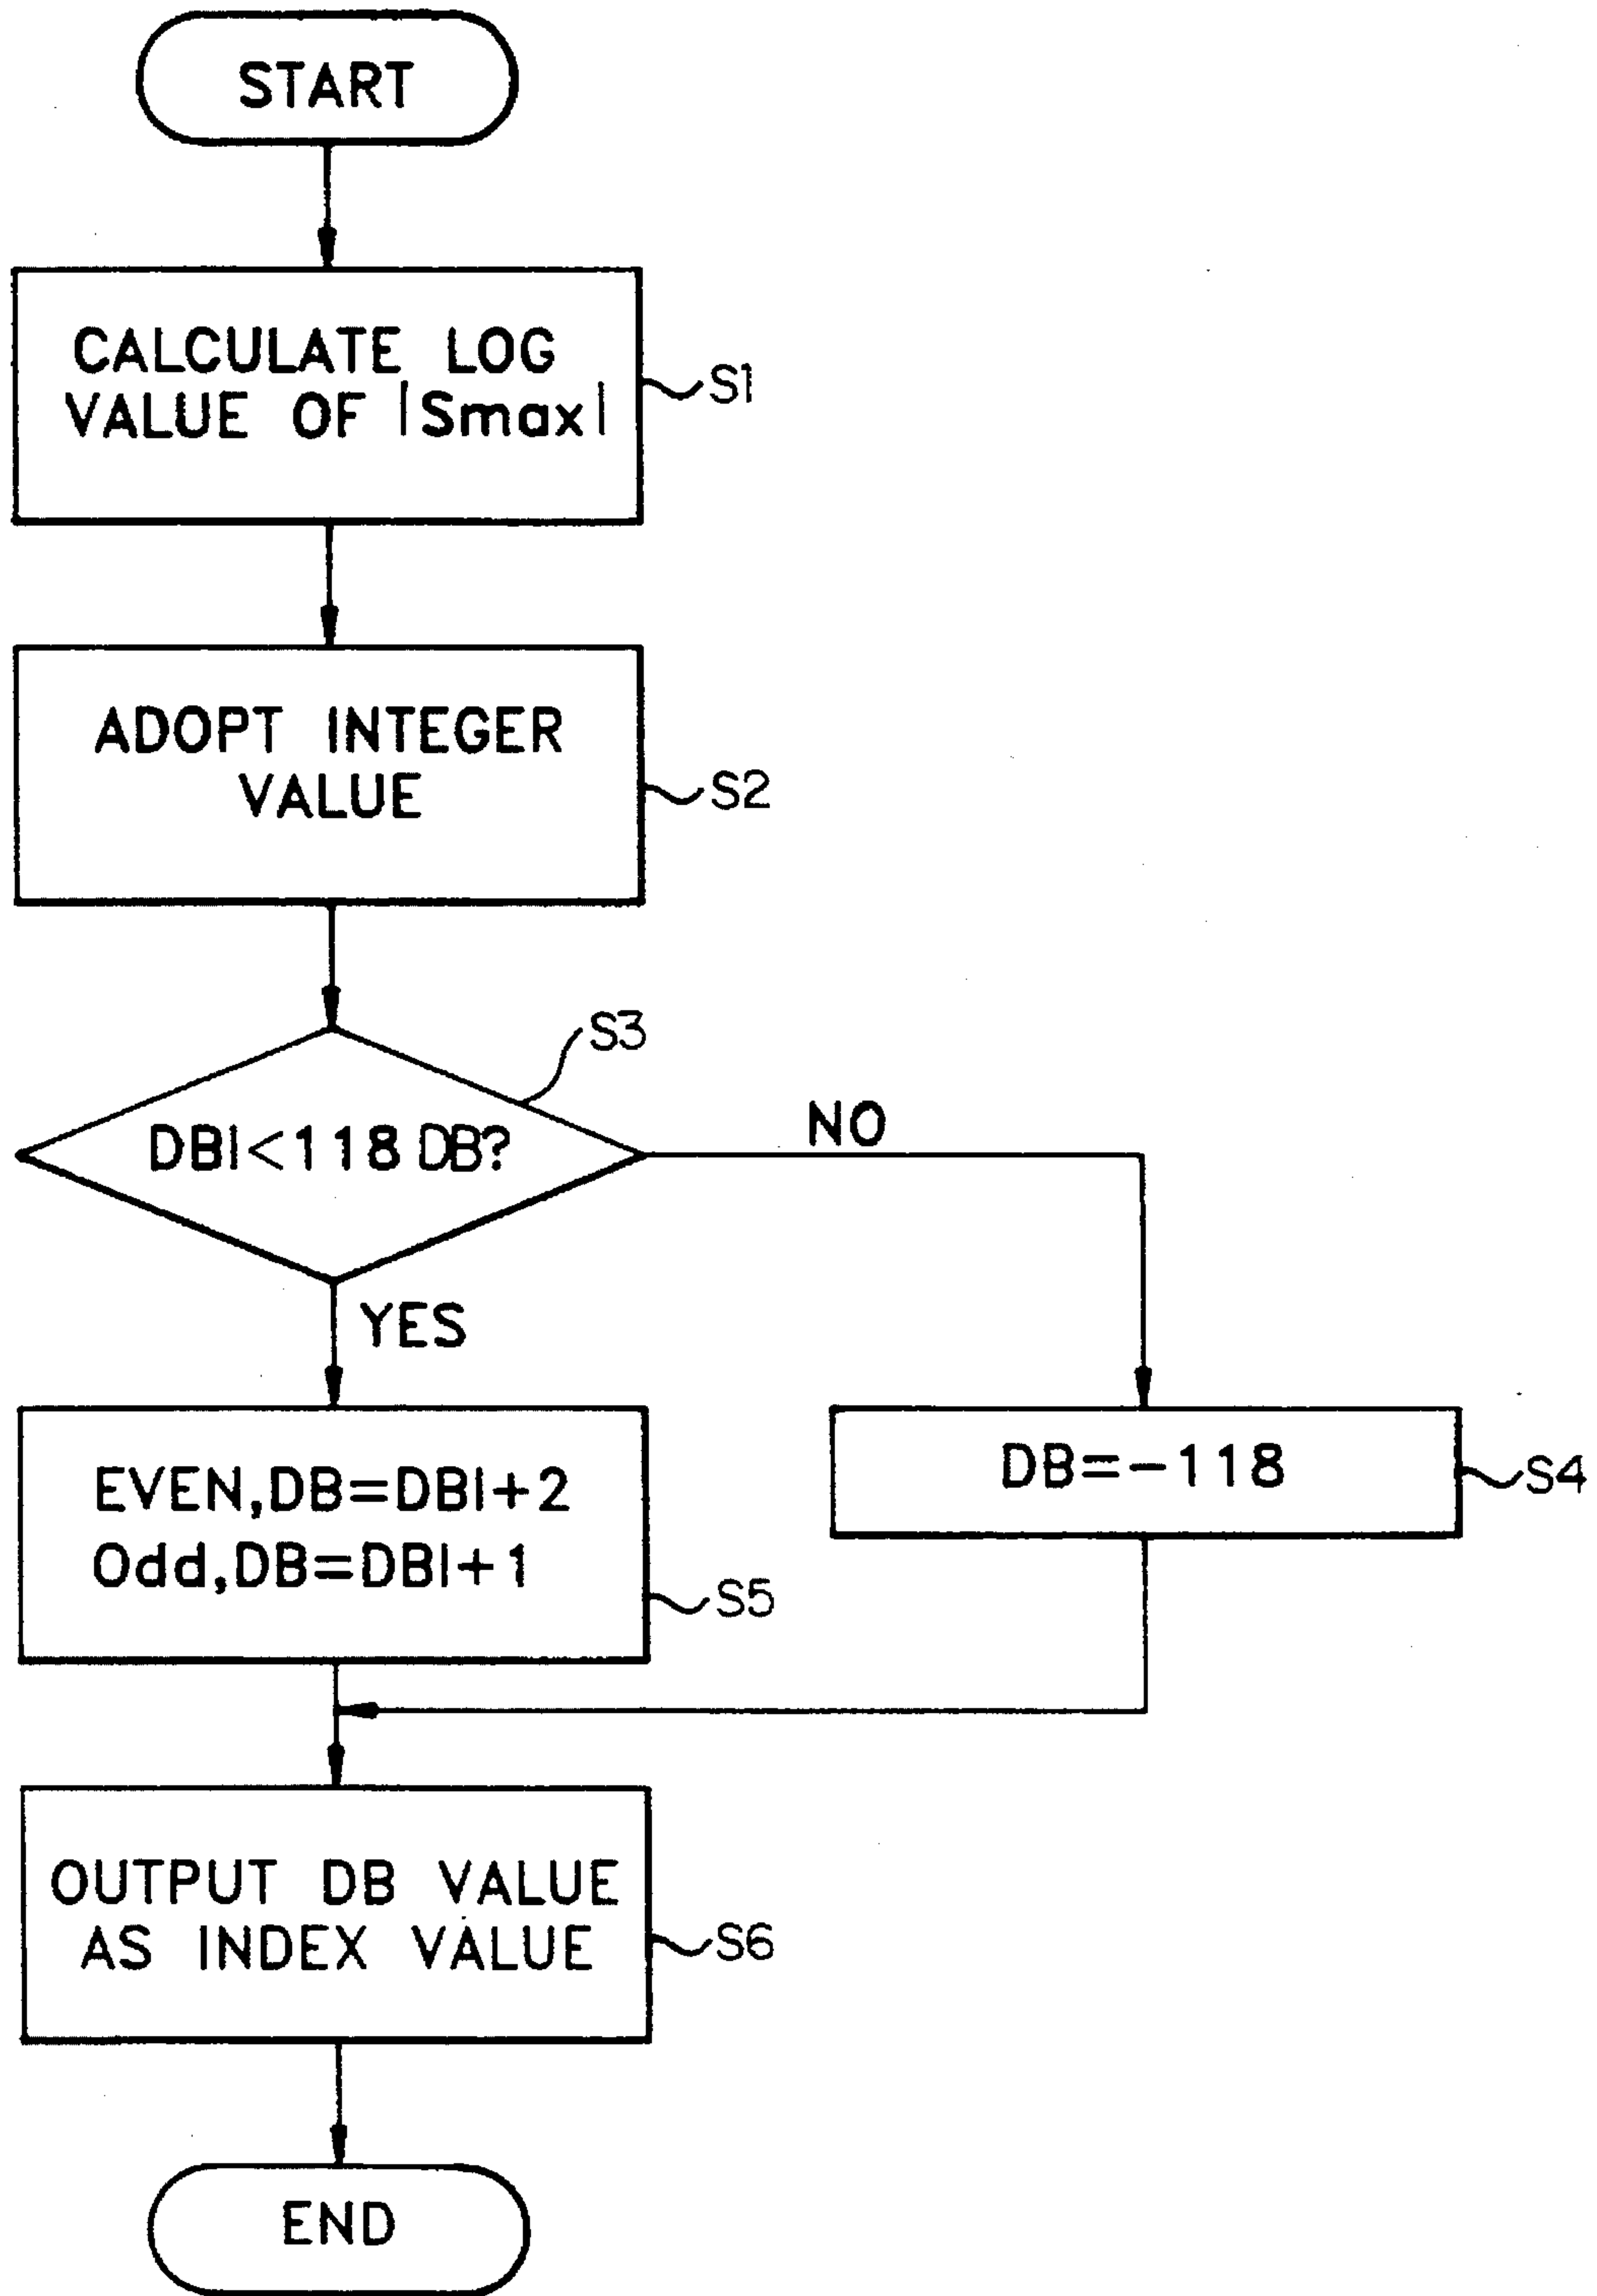 START
CALCULATE LOG
VALUE OF |Smax|
S1
ADOPT INTEGER
VALUE
S2
S3
DBI<118 DB?
NO
YES
EVEN,DB=DBI+2
Odd,DB=DBI+1
S5
DB=-118
S4
OUTPUT DB VALUE
AS INDEX VALUE
S6
END